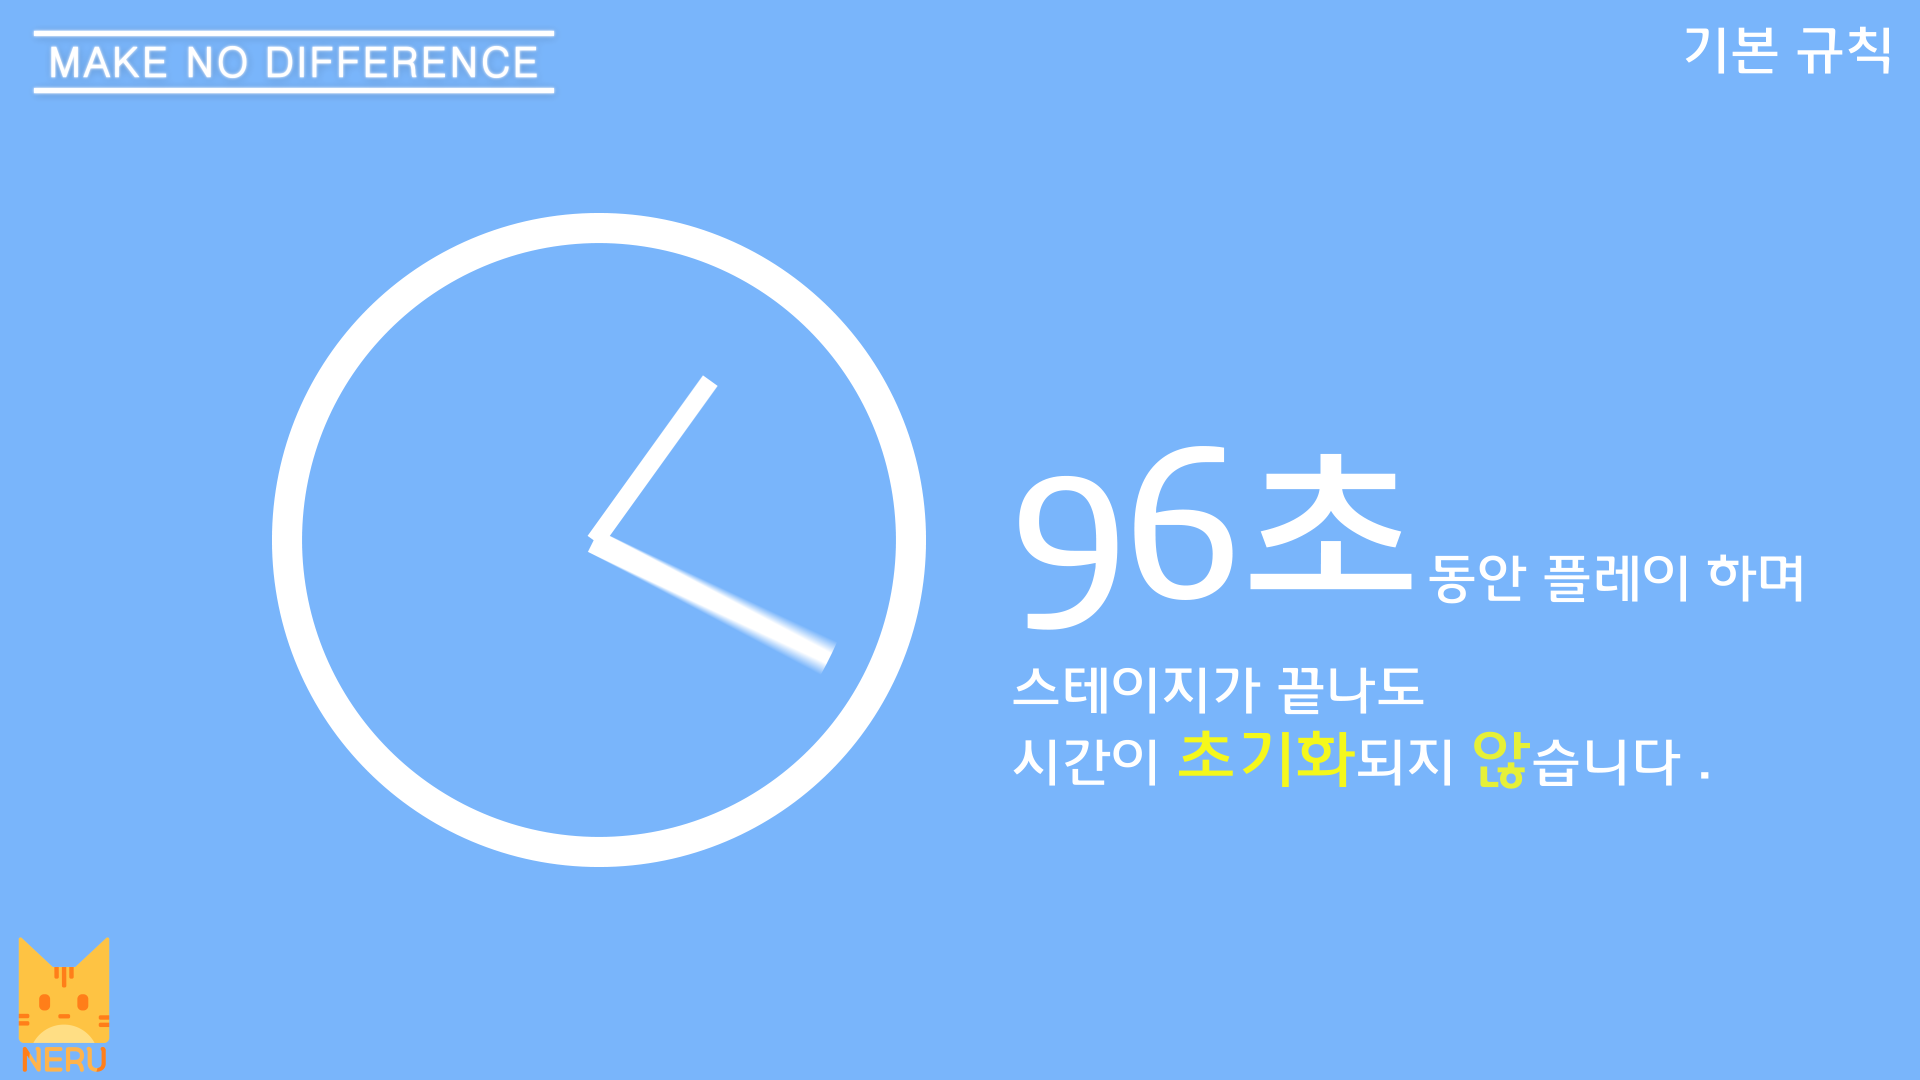 MAKE NO DIFFERENCE
기본 규칙
96초 동안 플레이 하며
스테이지가 끝나도
시간이 초기화되지 않습니다 .
NERU